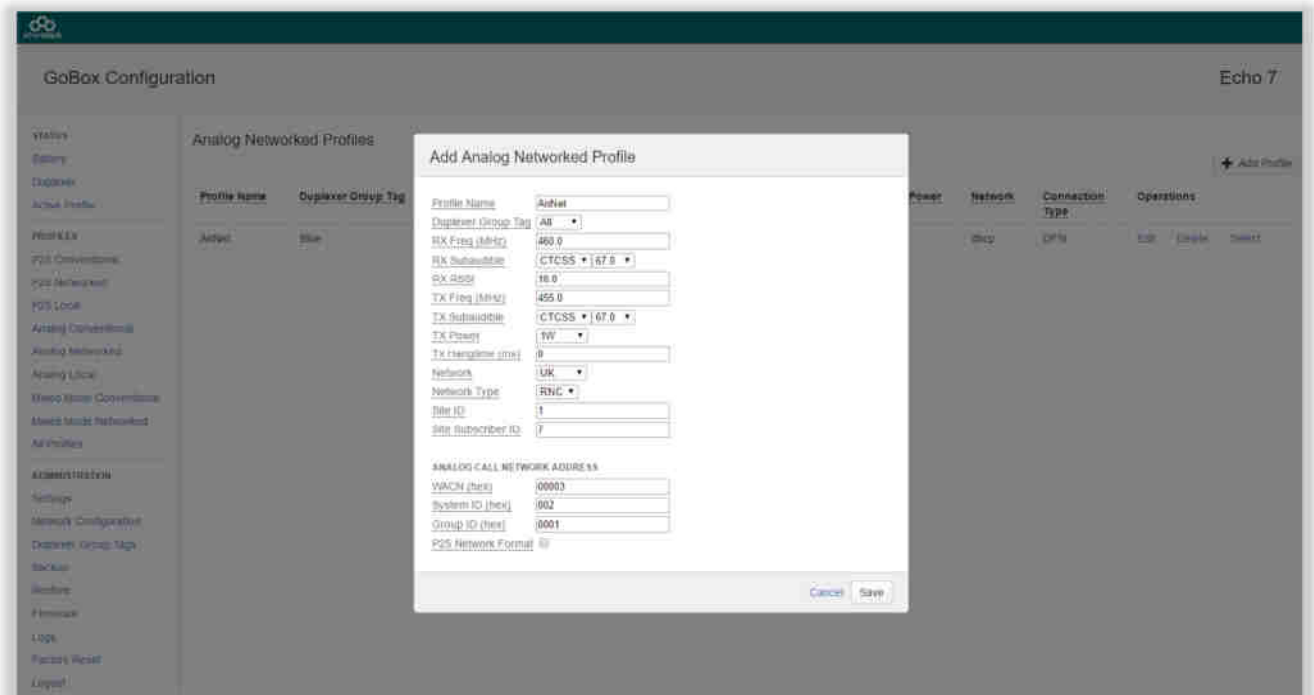 GoBox Configuration
Echo 7
STATUS
Battery
Duplexer
Active Profile
PROFILES
P25 Conventional
P25 Networked
P25 Local
Analog Conventional
Analog Networked
Analog Local
Mixed Mode Conventional
Mixed Mode Networked
All Profiles
ADMINISTRATION
Settings
Network Configuration
Duplexer Group Tags
Backup
Restore
Firmware
Logs
Factory Reset
Logout
Analog Networked Profiles
Add Profile
Profile Name Duplexer Group Tag Power Network Connection Type Operations
AnNet Blue dhcp DFSI Edit Delete Select
Add Analog Networked Profile
Profile Name AnNet
Duplexer Group Tag All
RX Freq (MHz) 460.0
RX Subaudible CTCSS 67.0
RX RSSI 16.0
TX Freq (MHz) 455.0
TX Subaudible CTCSS 67.0
TX Power 1W
Tx Hangtime (ms) 0
Network UK
Network Type RNC
Site ID 1
Site Subscriber ID 7
ANALOG CALL NETWORK ADDRESS
WACN (hex) 00003
System ID (hex) 002
Group ID (hex) 0001
P25 Network Format
Cancel Save